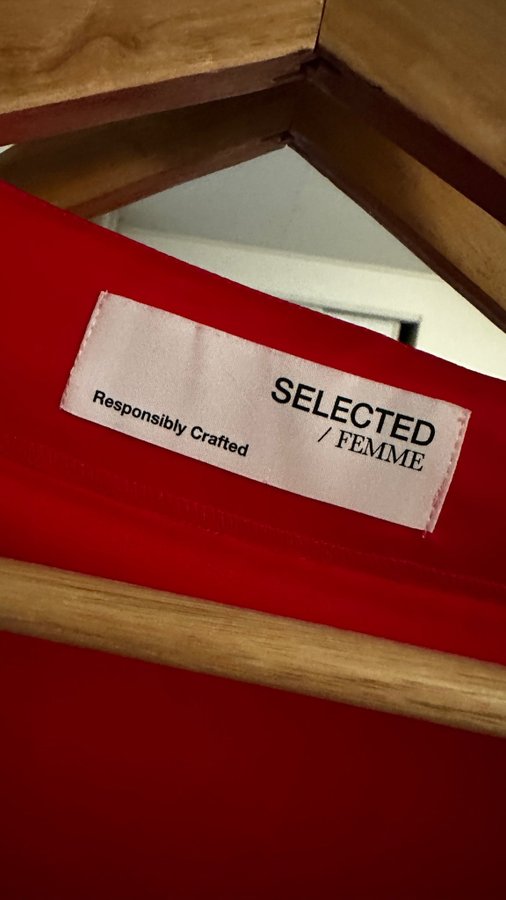 SELECTED
/ FEMME
Responsibly Crafted